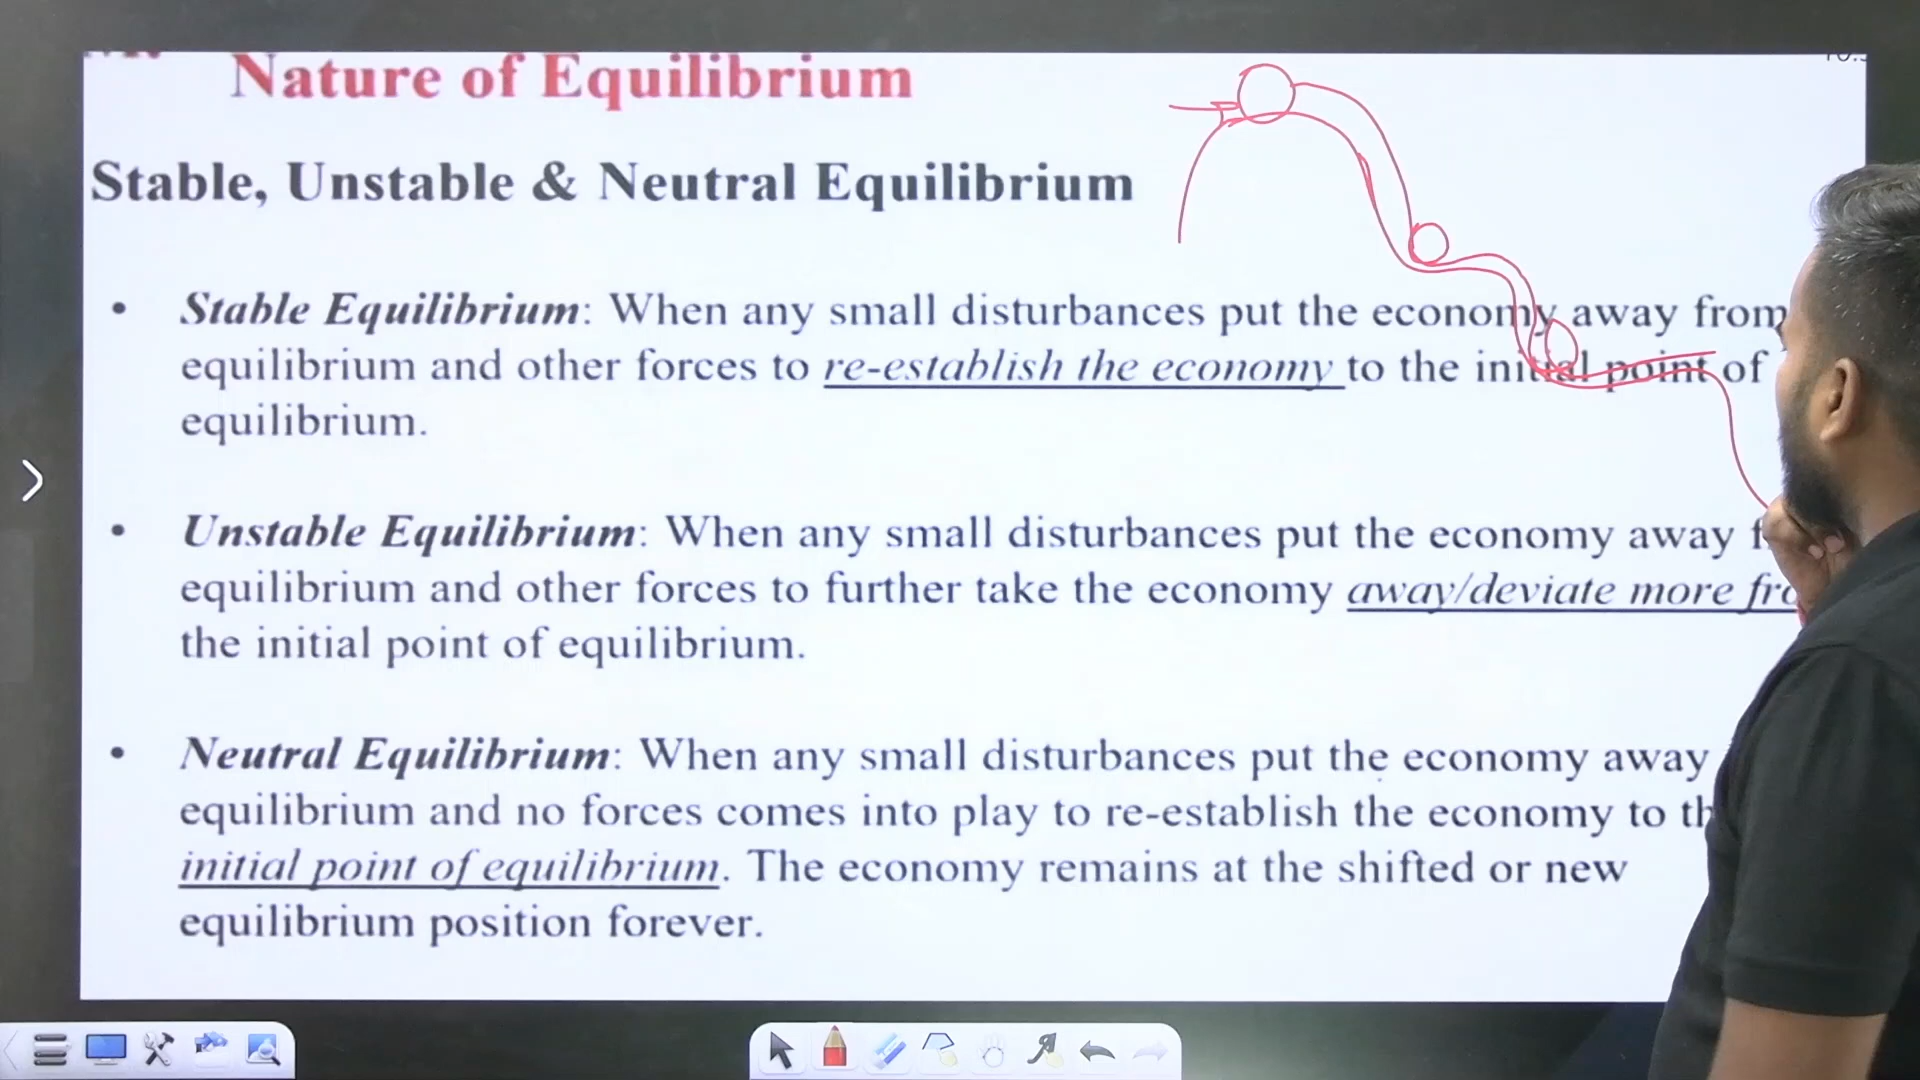 Nature of Equilibrium
Stable, Unstable & Neutral Equilibrium
• Stable Equilibrium: When any small disturbances put the economy away from
equilibrium and other forces to re-establish the economy to the initial point of
equilibrium.
• Unstable Equilibrium: When any small disturbances put the economy away
equilibrium and other forces to further take the economy away/deviate more
the initial point of equilibrium.
• Neutral Equilibrium: When any small disturbances put the economy away
equilibrium and no forces comes into play to re-establish the economy to
initial point of equilibrium. The economy remains at the shifted or new
equilibrium position forever.